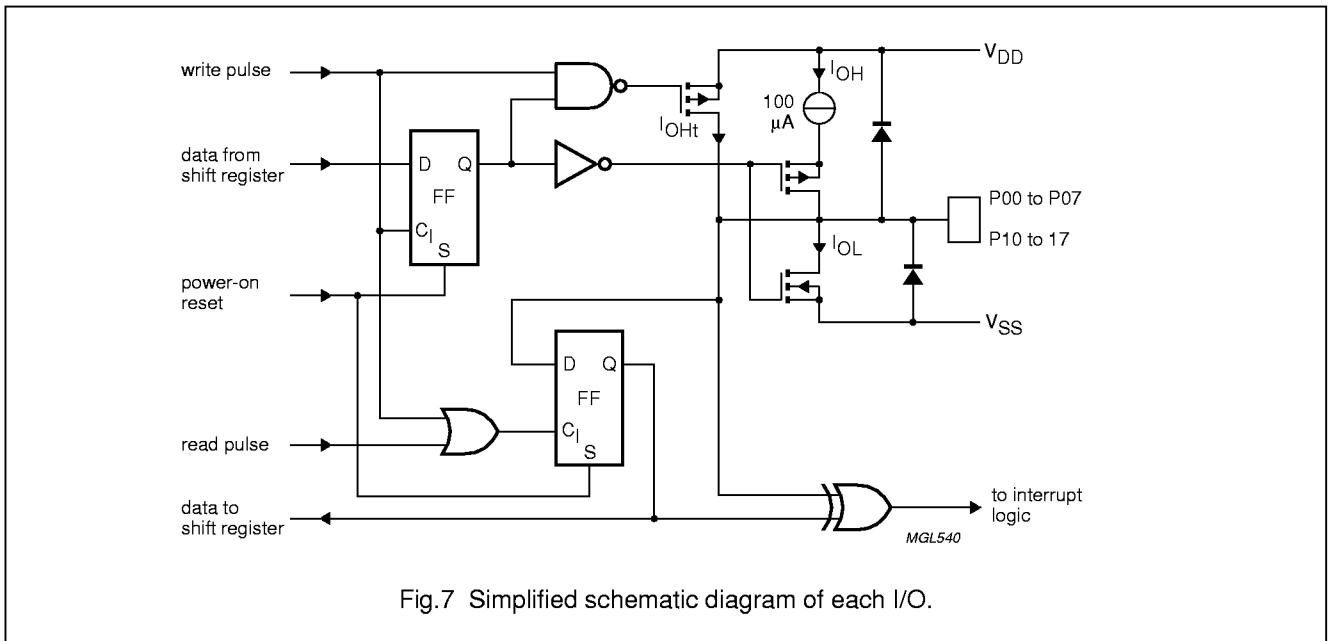 write pulse
data from
shift register
power-on
reset
read pulse
data to
shift register
D Q
FF
CI
S
D Q
FF
CI
S
IOHt
IOH
100
μA
IOL
VDD
P00 to P07
P10 to 17
VSS
to interrupt
logic
MGL540
Fig.7 Simplified schematic diagram of each I/O.